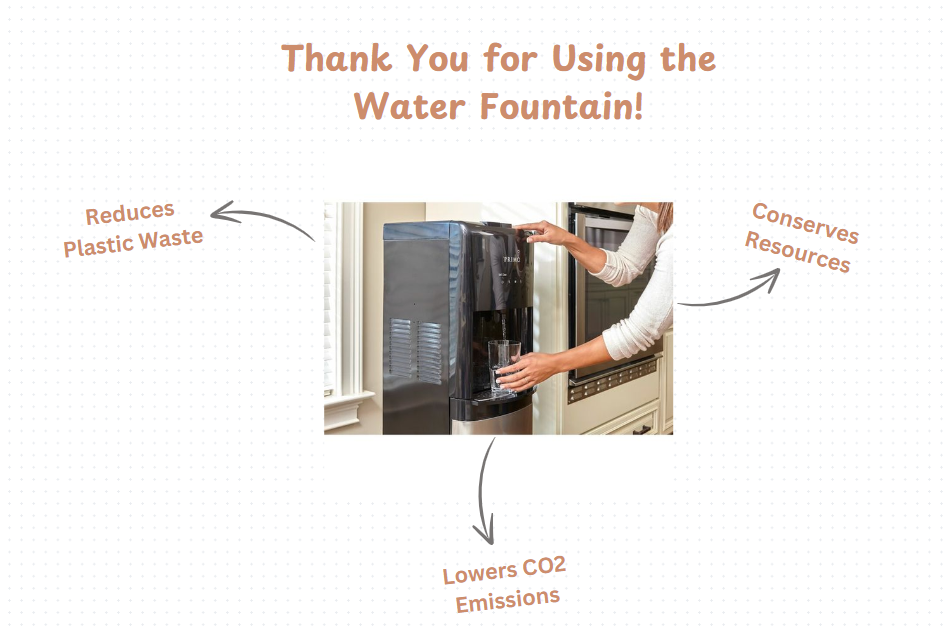 Thank You for Using the
Water Fountain!
Reduces
Plastic Waste
Conserves
Resources
PRIMO
Lowers CO2
Emissions